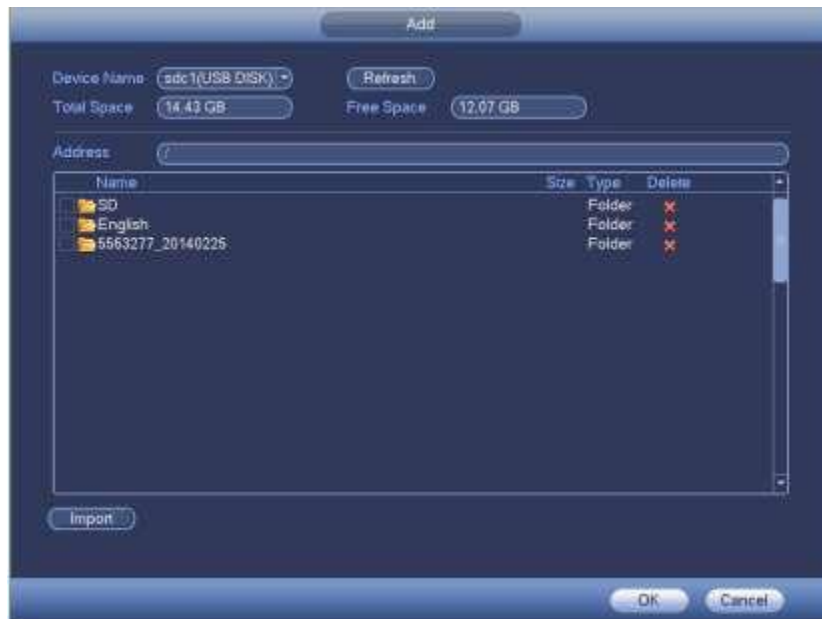 Add
Device Name sdc1(USB DISK) Refresh
Total Space 14.43 GB Free Space 12.07 GB
Address /
Name Size Type Delete
SD Folder
English Folder
5563277_20140225 Folder
Import
OK Cancel